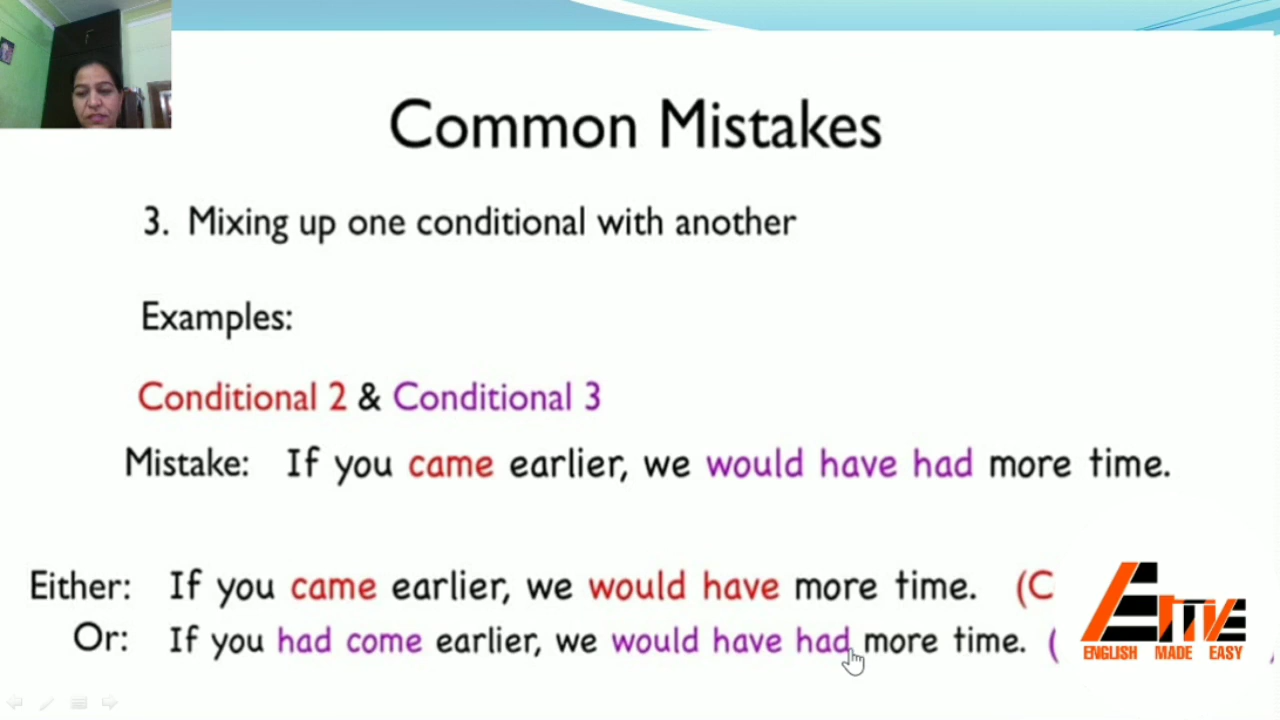 Common Mistakes
3. Mixing up one conditional with another
Examples:
Conditional 2 & Conditional 3
Mistake: If you came earlier, we would have had more time.
Either: If you came earlier, we would have more time. (C
Or: If you had come earlier, we would have had more time. (
EME
ENGLISH MADE EASY